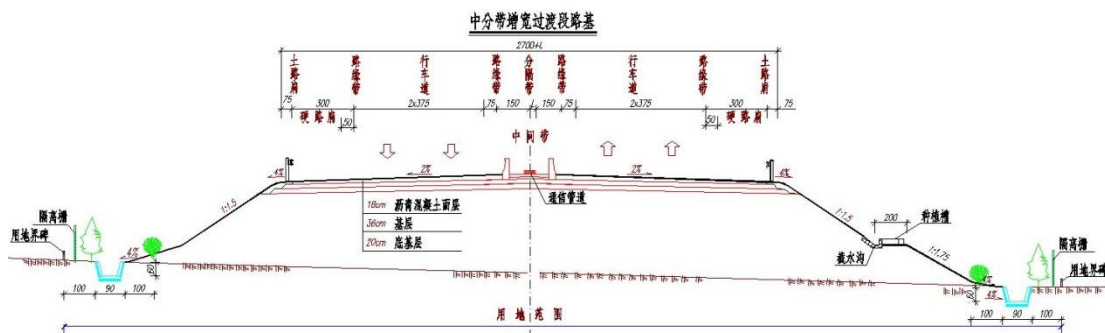 中分带增宽过渡段路基
2700+L
土路肩 路缘带 行车道 路缘带 分隔带 路缘带 行车道 路缘带 土路肩
75 300 2x375 75 150 150 75 2x375 300 75
硬路肩 50 50 硬路肩
中间带
4% 2% 2% 4%
通信管道
18cm 沥青混凝土面层
36cm 基层
20cm 底基层
1:1.5 1:1.5
200 种植槽
隔离栅 隔离栅
用地界碑 用地界碑
截水沟 1:1.75
4% 60 4% 60 4%
100 90 100 100 90 100
用地范围